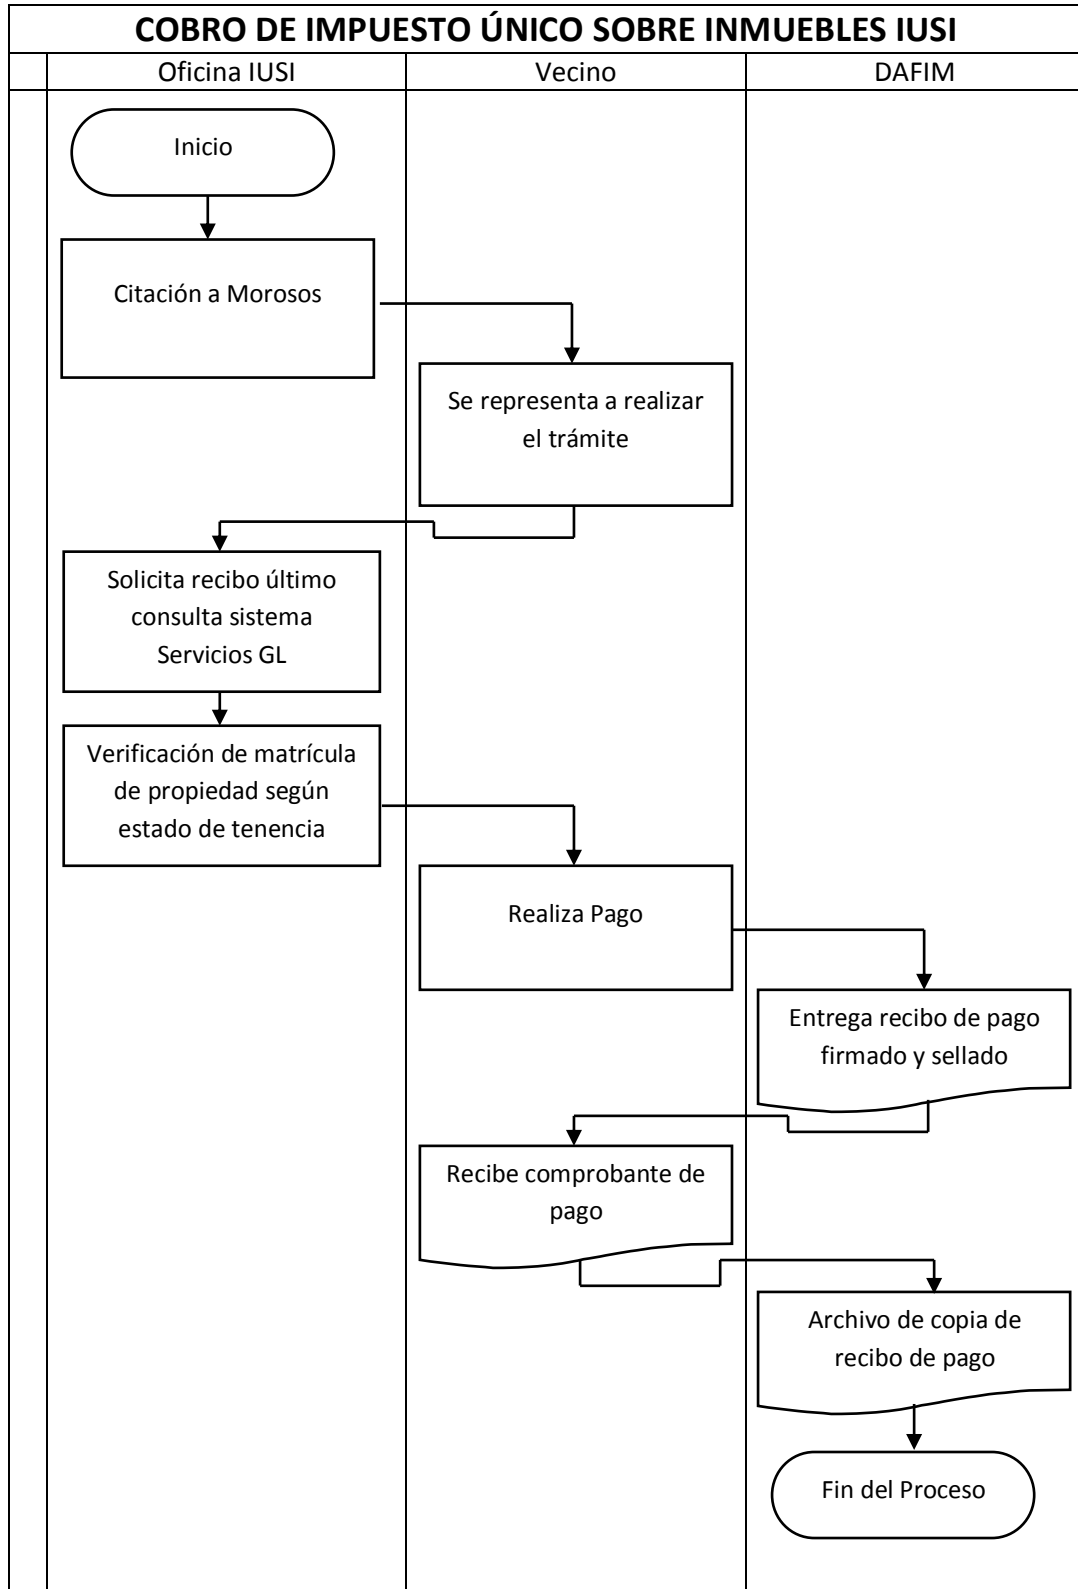 COBRO DE IMPUESTO ÚNICO SOBRE INMUEBLES IUSI
Oficina IUSI
Vecino
DAFIM
Inicio
Citación a Morosos
Se representa a realizar
el trámite
Solicita recibo último
consulta sistema
Servicios GL
Verificación de matrícula
de propiedad según
estado de tenencia
Realiza Pago
Entrega recibo de pago
firmado y sellado
Recibe comprobante de
pago
Archivo de copia de
recibo de pago
Fin del Proceso